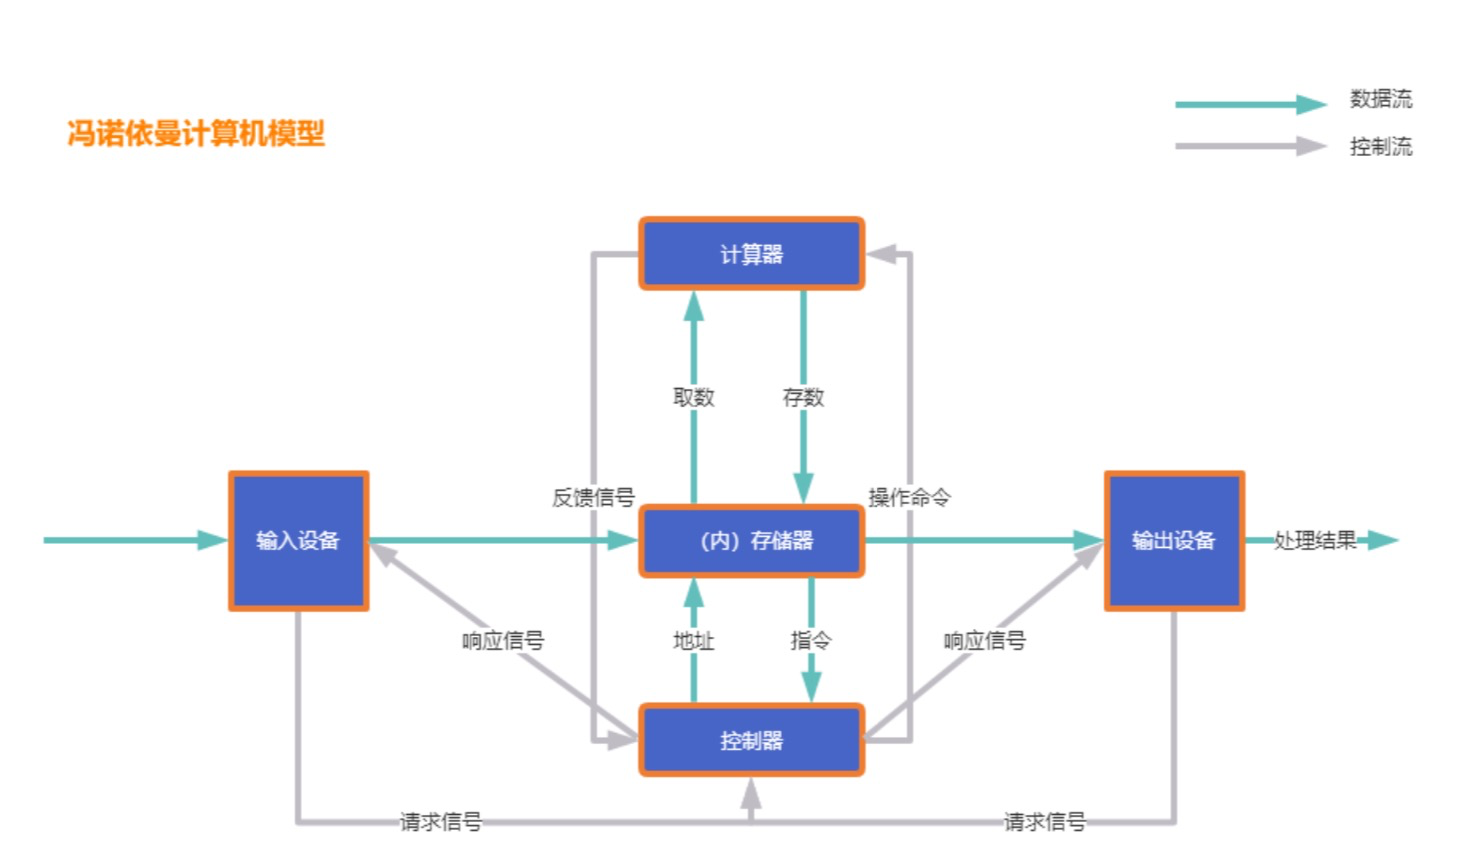 数据流
冯诺依曼计算机模型
控制流
计算器
取数
存数
反馈信号
操作命令
输入设备
（内）存储器
输出设备
处理结果
响应信号
地址
指令
响应信号
控制器
请求信号
请求信号